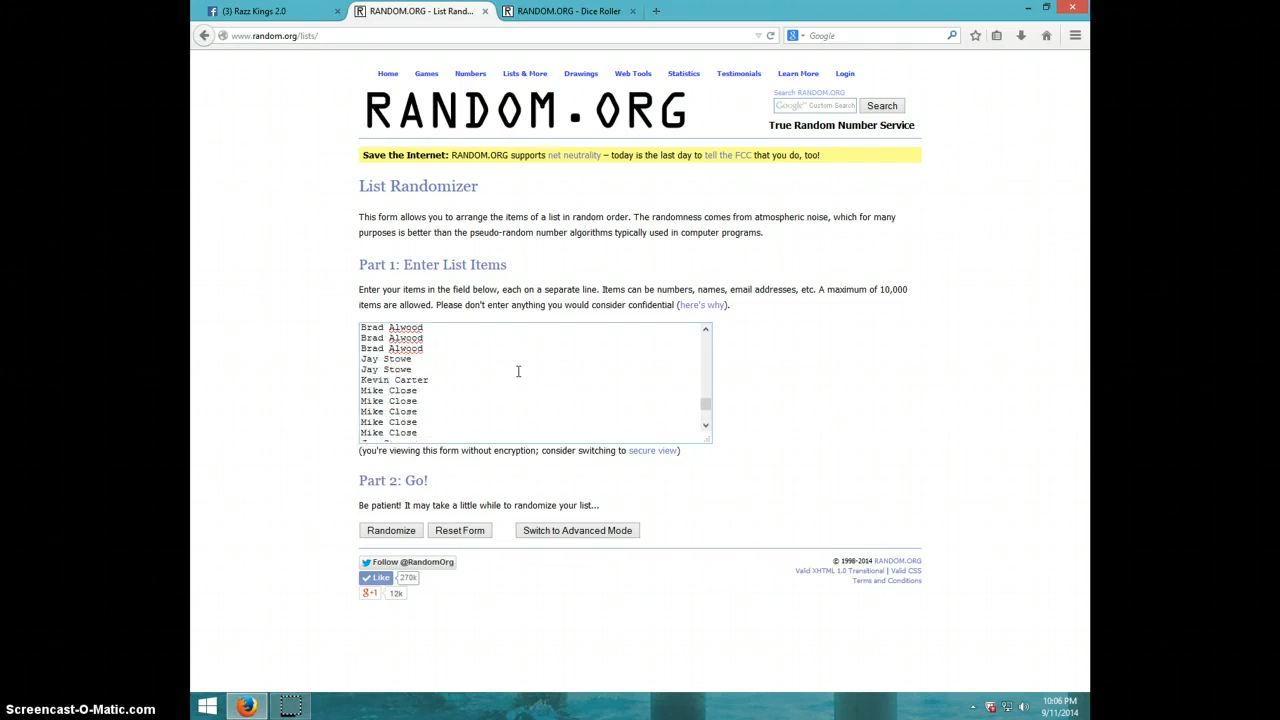 (3) Razz Kings 2.0
RANDOM.ORG - List Rand...
RANDOM.ORG - Dice Roller
www.random.org/lists/
Google
Home Games Numbers Lists & More Drawings Web Tools Statistics Testimonials Learn More Login
RANDOM.ORG
Search RANDOM.ORG
Google™ Custom Search Search
True Random Number Service
Save the Internet: RANDOM.ORG supports net neutrality – today is the last day to tell the FCC that you do, too!
List Randomizer
This form allows you to arrange the items of a list in random order. The randomness comes from atmospheric noise, which for many
purposes is better than the pseudo-random number algorithms typically used in computer programs.
Part 1: Enter List Items
Enter your items in the field below, each on a separate line. Items can be numbers, names, email addresses, etc. A maximum of 10,000
items are allowed. Please don't enter anything you would consider confidential (here's why).
Brad Alwood
Brad Alwood
Brad Alwood
Jay Stowe
Jay Stowe
Kevin Carter
Mike Close
Mike Close
Mike Close
Mike Close
Mike Close
(you're viewing this form without encryption; consider switching to secure view)
Part 2: Go!
Be patient! It may take a little while to randomize your list...
Randomize Reset Form Switch to Advanced Mode
Follow @RandomOrg
Like 270k
g+1 12k
© 1998-2014 RANDOM.ORG
Valid XHTML 1.0 Transitional | Valid CSS
Terms and Conditions
Screencast-O-Matic.com
10:06 PM
9/11/2014